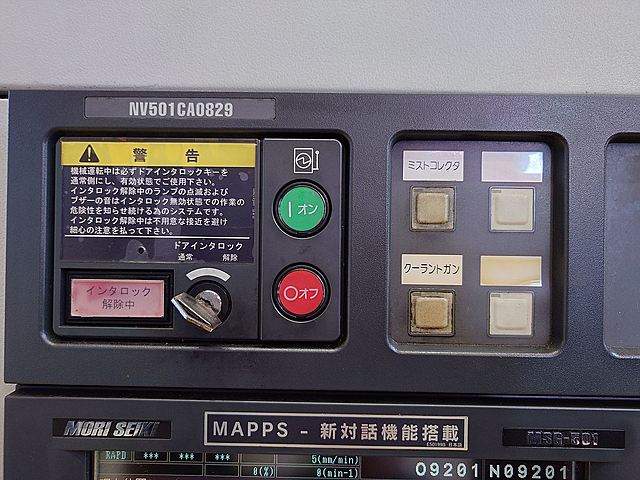 NV501CA0829
警告
機械運転中は必ずドアインタロックキーを
通常側にし、有効状態でご使用下さい。
インタロック解除中のランプの点滅および
ブザーの音はインタロック無効状態での作業の
危険性を知らせ続ける為のシステムです。
インタロック解除中は不用意な接近を避け
細心の注意を払って下さい。
ドアインタロック
通常 解除
インタロック
解除中
| オン
○オフ
ミストコレクタ
クーラントガン
MORI SEIKI
MAPPS - 新対話機能搭載
MSG-501
RAPD *** *** ***
5(mm/min)
0(%) 0(min-1)
O9201 N09201